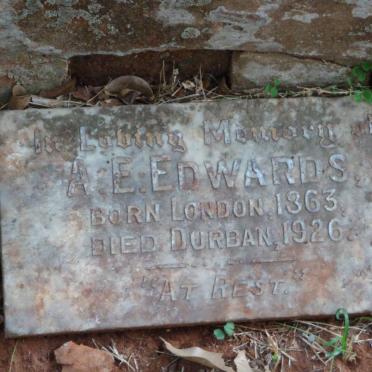 In Loving Memory of
A. E. EDWARDS.
BORN LONDON, 1863,
DIED DURBAN, 1926.
"AT REST."